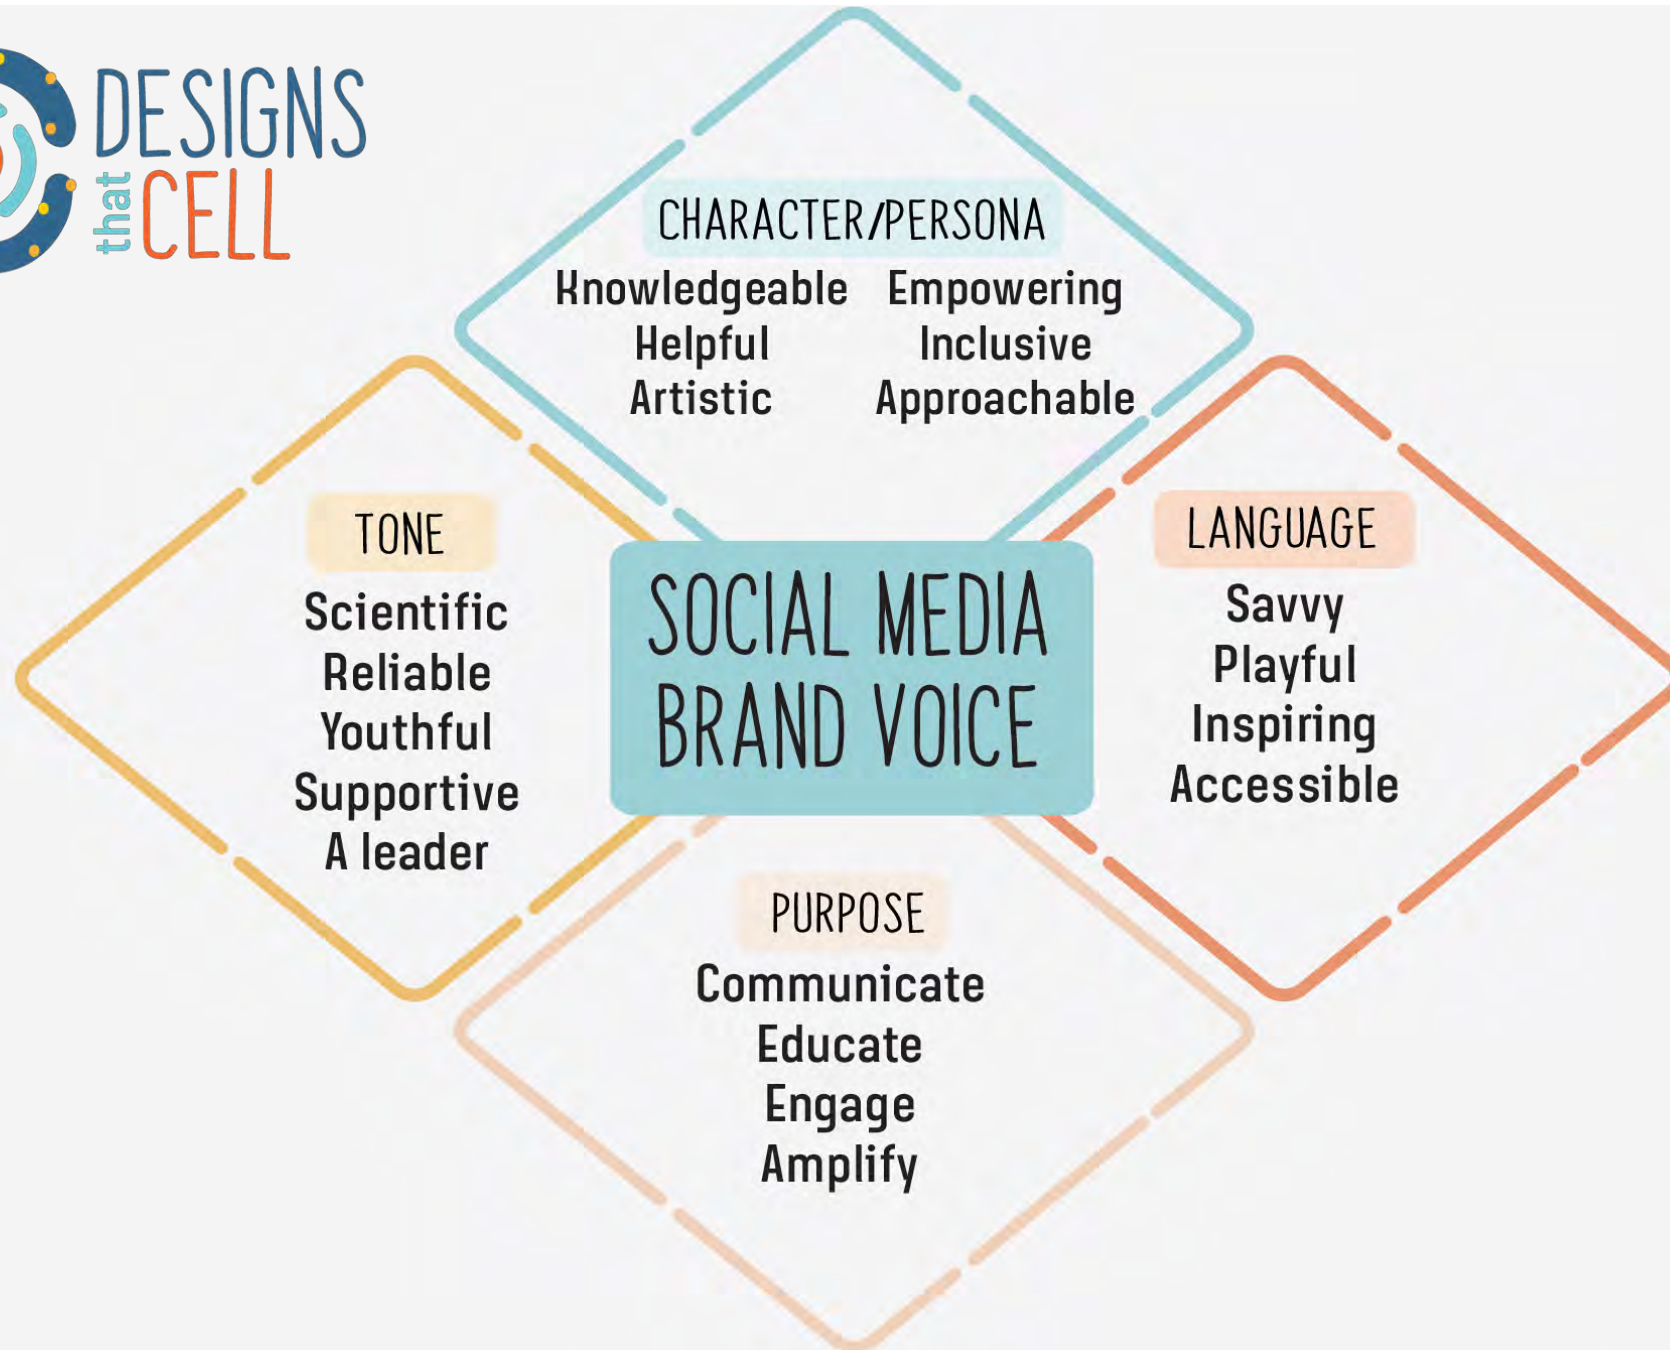 DESIGNS
that CELL
CHARACTER/PERSONA
Knowledgeable Empowering
Helpful Inclusive
Artistic Approachable
TONE
Scientific
Reliable
Youthful
Supportive
A leader
SOCIAL MEDIA
BRAND VOICE
LANGUAGE
Savvy
Playful
Inspiring
Accessible
PURPOSE
Communicate
Educate
Engage
Amplify